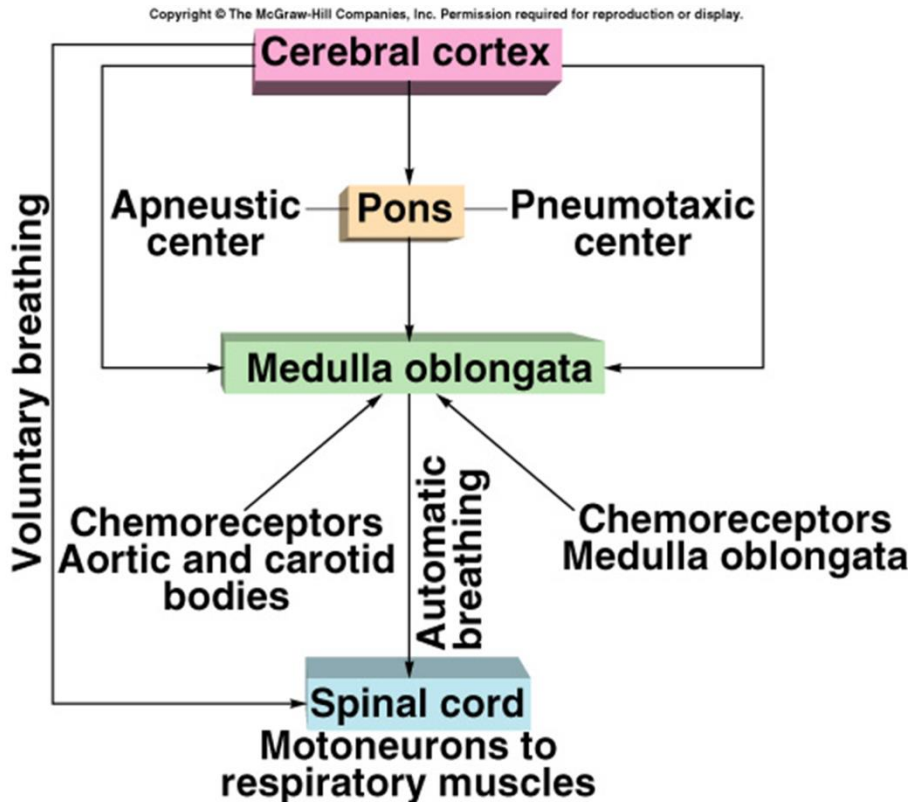 Copyright © The McGraw-Hill Companies, Inc. Permission required for reproduction or display.
Cerebral cortex
Apneustic
center
Pons
Pneumotaxic
center
Voluntary breathing
Medulla oblongata
Chemoreceptors
Aortic and carotid
bodies
Automatic
breathing
Chemoreceptors
Medulla oblongata
Spinal cord
Motoneurons to
respiratory muscles